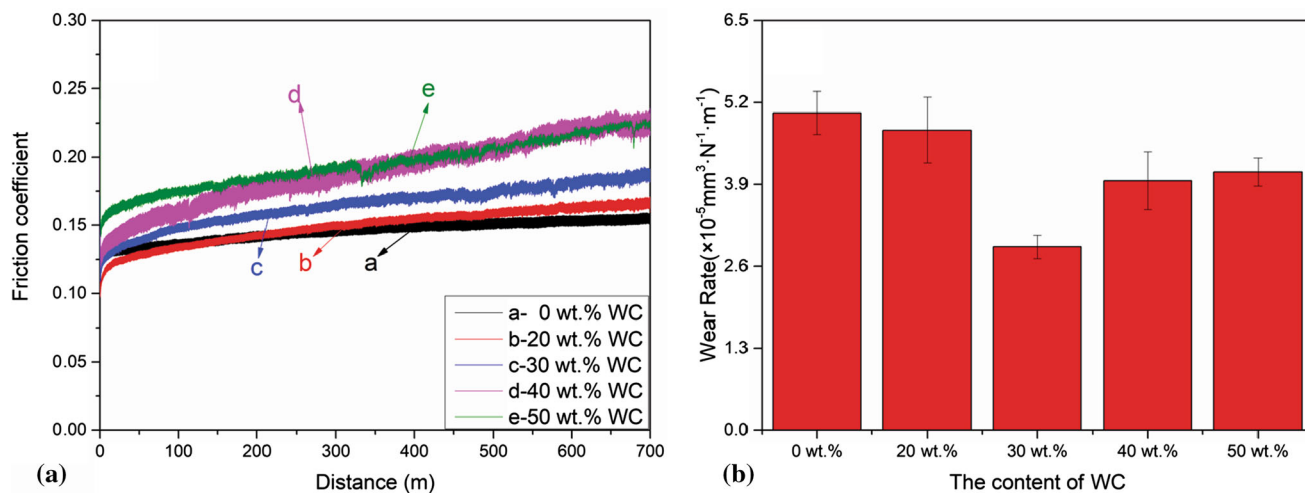 0.30
0.25
0.20
0.15
0.10
0.05
0.00
Friction coefficient
d
e
c
b
a
a- 0 wt.% WC
b-20 wt.% WC
c-30 wt.% WC
d-40 wt.% WC
e-50 wt.% WC
0 100 200 300 400 500 600 700
Distance (m)
(a)
6.5
5.2
3.9
2.6
1.3
0.0
Wear Rate(×10⁻⁵mm³·N⁻¹·m⁻¹)
0 wt.% 20 wt.% 30 wt.% 40 wt.% 50 wt.%
The content of WC
(b)